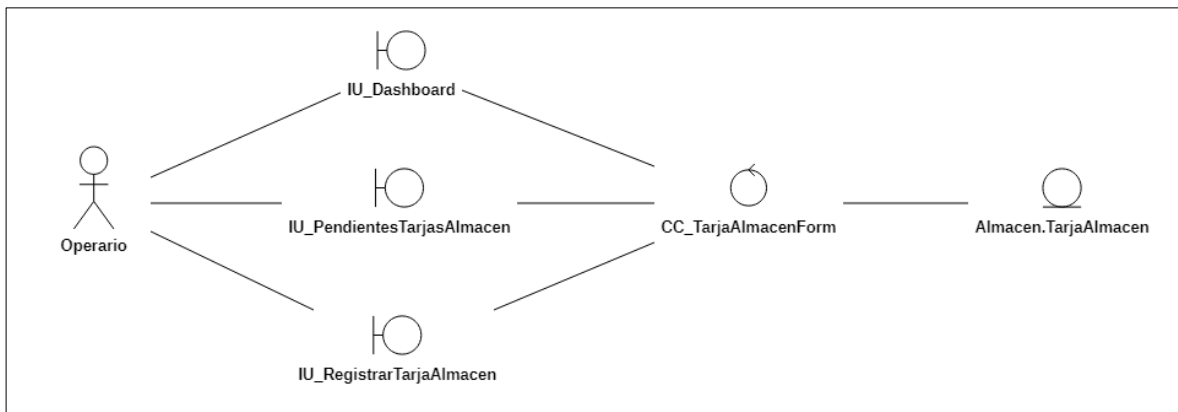 IU_Dashboard
Operario
IU_PendientesTarjasAlmacen
CC_TarjaAlmacenForm
Almacen.TarjaAlmacen
IU_RegistrarTarjaAlmacen